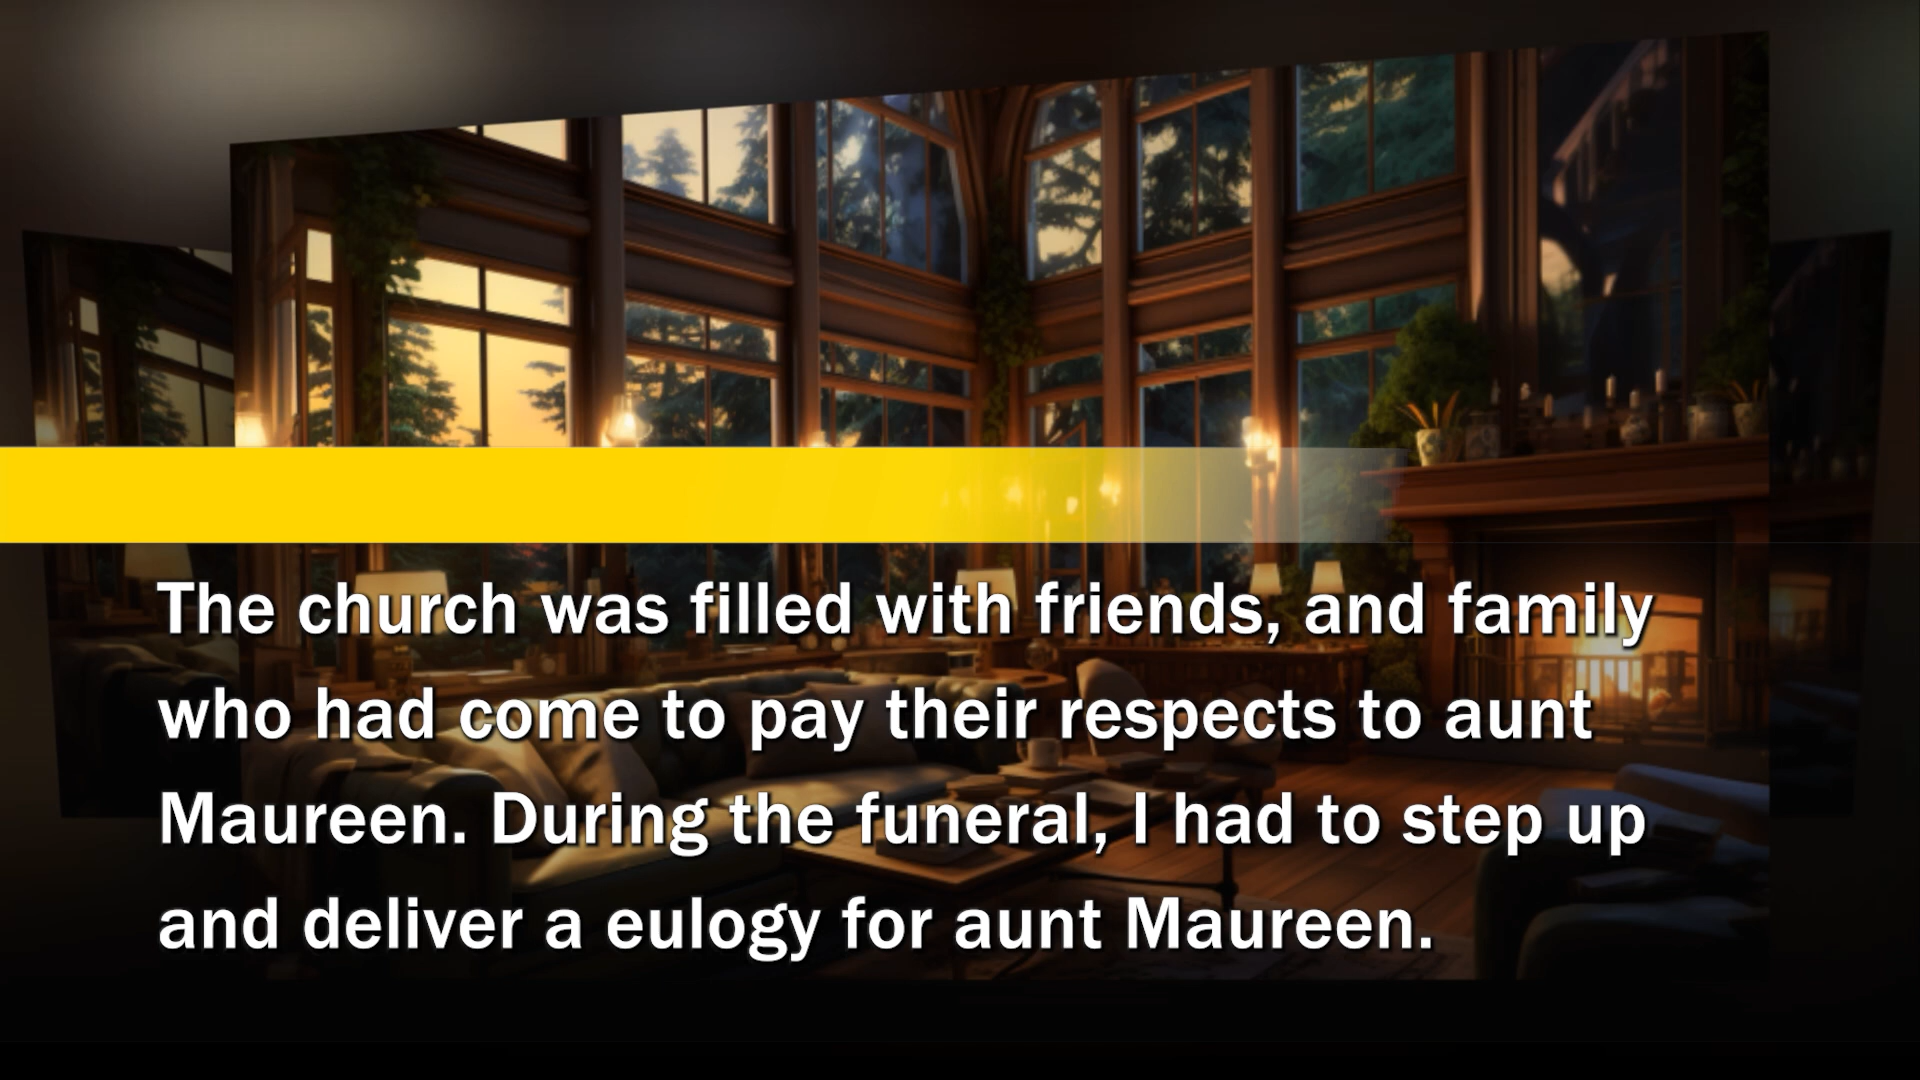 The church was filled with friends, and family
who had come to pay their respects to aunt
Maureen. During the funeral, I had to step up
and deliver a eulogy for aunt Maureen.